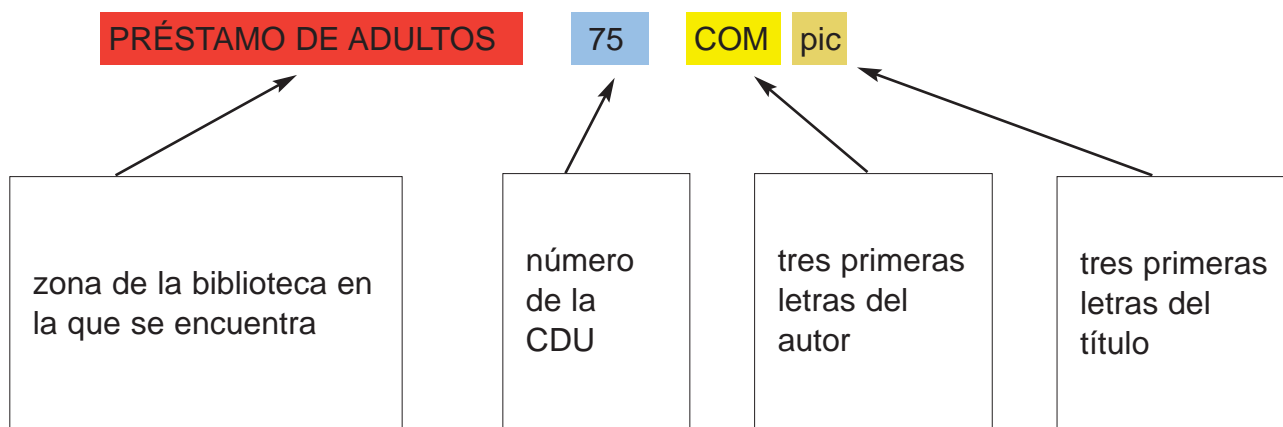 PRÉSTAMO DE ADULTOS 75 COM pic
zona de la biblioteca en
la que se encuentra
número
de la
CDU
tres primeras
letras del
autor
tres primeras
letras del
título